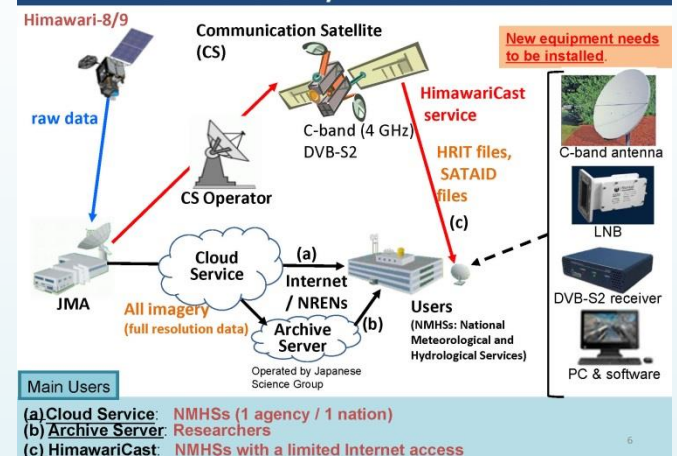 Himawari-8/9
Communication Satellite
(CS)
New equipment needs
to be installed.
raw data
HimawariCast
service
C-band (4 GHz)
DVB-S2
HRIT files,
SATAID
files
C-band antenna
CS Operator
(c)
LNB
Cloud
Service
(a)
Internet
/ NRENs
JMA
All imagery
(full resolution data)
Archive
Server
(b)
Users
(NMHSs: National
Meteorological and
Hydrological Services)
DVB-S2 receiver
Operated by Japanese
Science Group
PC & software
Main Users
(a)Cloud Service: NMHSs (1 agency / 1 nation)
(b) Archive Server: Researchers
(c) HimawariCast: NMHSs with a limited Internet access
6